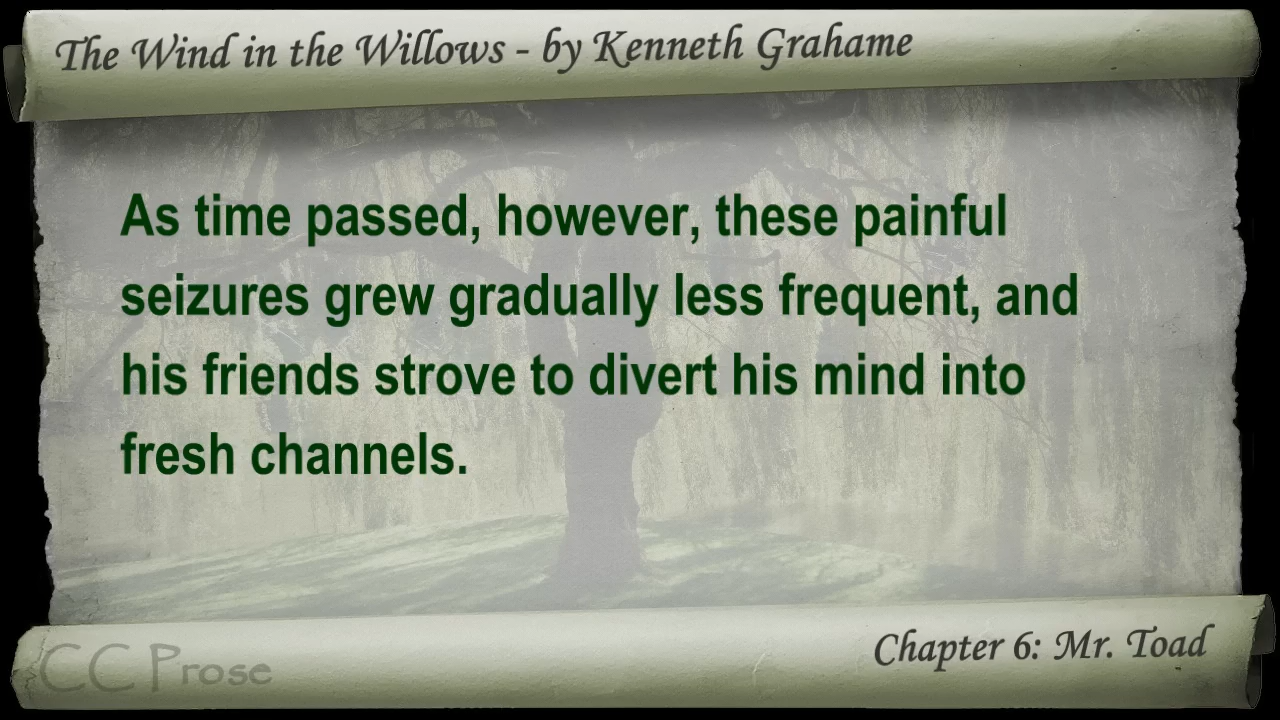 The Wind in the Willows - by Kenneth Grahame
As time passed, however, these painful
seizures grew gradually less frequent, and
his friends strove to divert his mind into
fresh channels.
CC Prose
Chapter 6: Mr. Toad